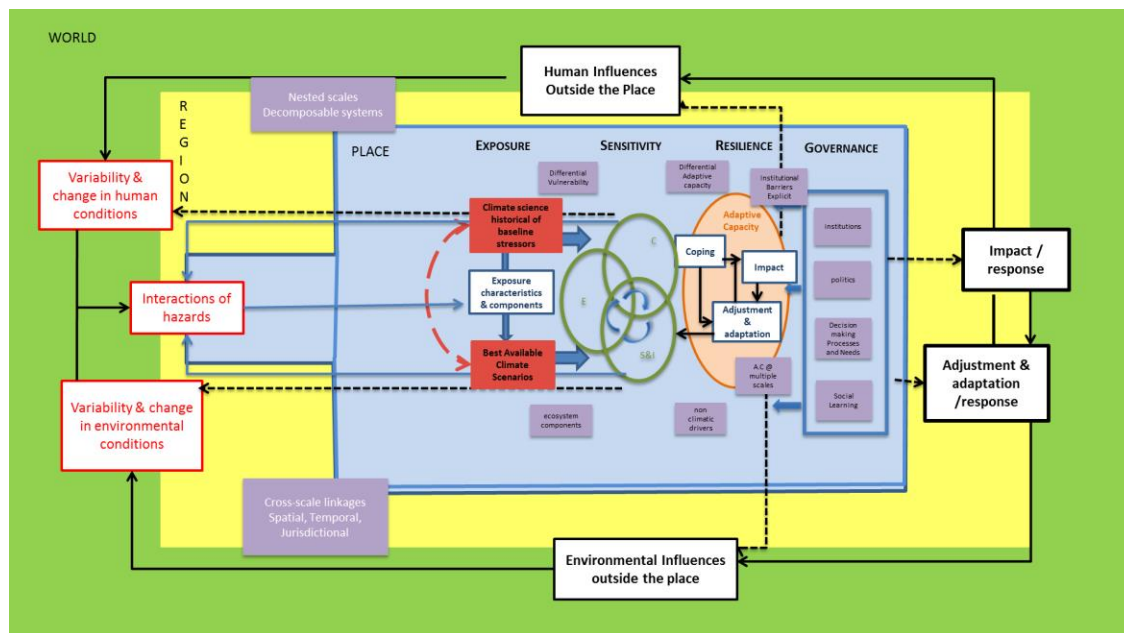 WORLD
Human Influences
Outside the Place
Nested scales
Decomposable systems
R
E
G
I
O
N
PLACE
EXPOSURE
SENSITIVITY
RESILIENCE
GOVERNANCE
Differential
Vulnerability
Differential
Adaptive
capacity
Institutional
Barriers
Explicit
Variability &
change in human
conditions
Climate science
historical of
baseline
stressors
C
Adaptive
Capacity
Coping
Impact
Institutions
Impact /
response
Interactions of
hazards
Exposure
characteristics
& components
E
politics
Adjustment
&
adaptation
Decision
making
Processes
and Needs
Best Available
Climate
Scenarios
S&I
A.C @
multiple
scales
Adjustment &
adaptation
/response
Variability & change
in environmental
conditions
Social
Learning
ecosystem
components
non
climatic
drivers
Cross-scale linkages
Spatial, Temporal,
Jurisdictional
Environmental Influences
outside the place